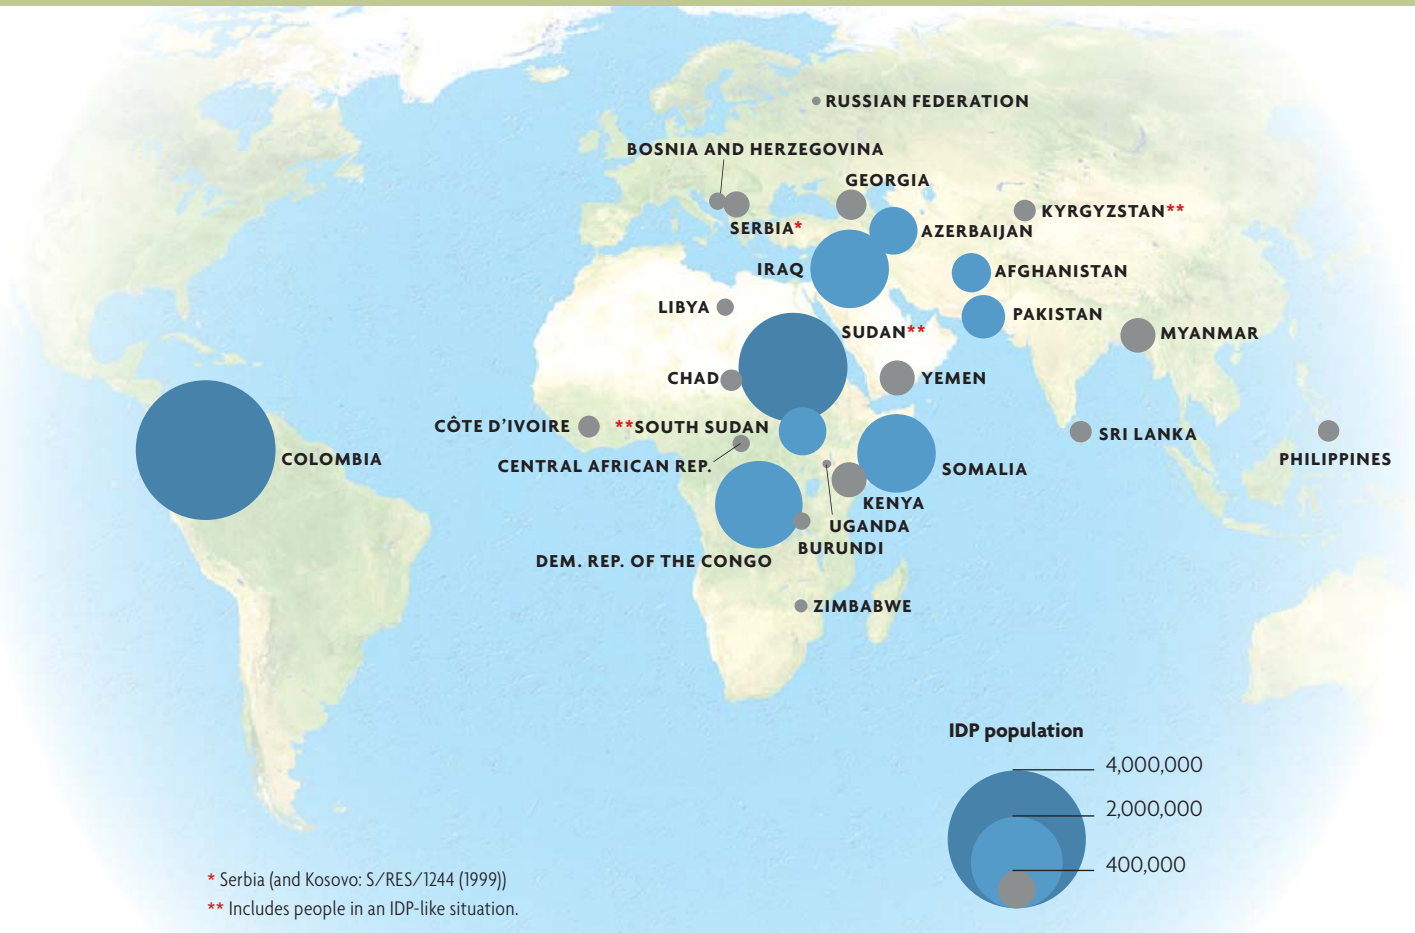 RUSSIAN FEDERATION
BOSNIA AND HERZEGOVINA
GEORGIA
KYRGYZSTAN**
SERBIA*
AZERBAIJAN
IRAQ
AFGHANISTAN
LIBYA
PAKISTAN
SUDAN**
MYANMAR
CHAD
YEMEN
CÔTE D'IVOIRE
**SOUTH SUDAN
SRI LANKA
COLOMBIA
PHILIPPINES
CENTRAL AFRICAN REP.
SOMALIA
KENYA
UGANDA
BURUNDI
DEM. REP. OF THE CONGO
ZIMBABWE
IDP population
4,000,000
2,000,000
400,000
* Serbia (and Kosovo: S/RES/1244 (1999))
** Includes people in an IDP-like situation.